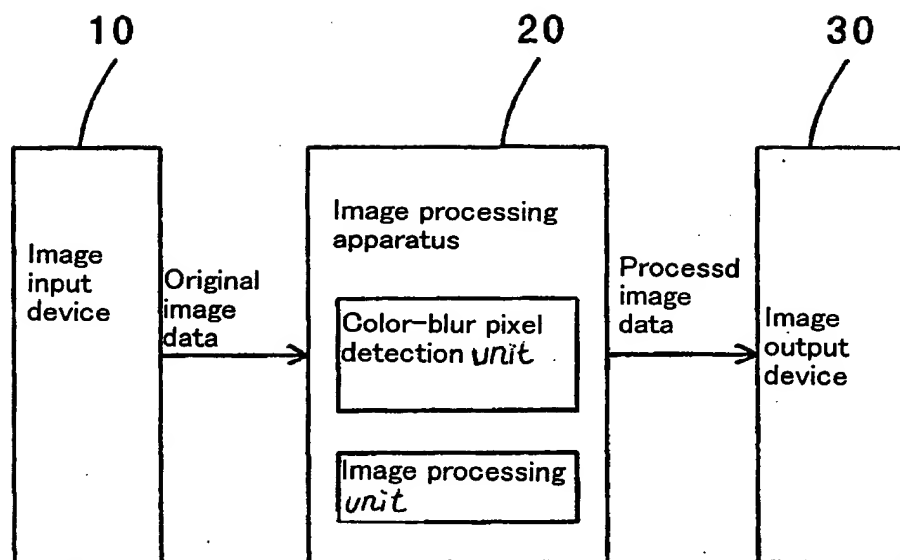 10
20
30
Image
input
device
Original
image
data
Image processing
apparatus
Color-blur pixel
detection unit
Image processing
unit
Processd
image
data
Image
output
device